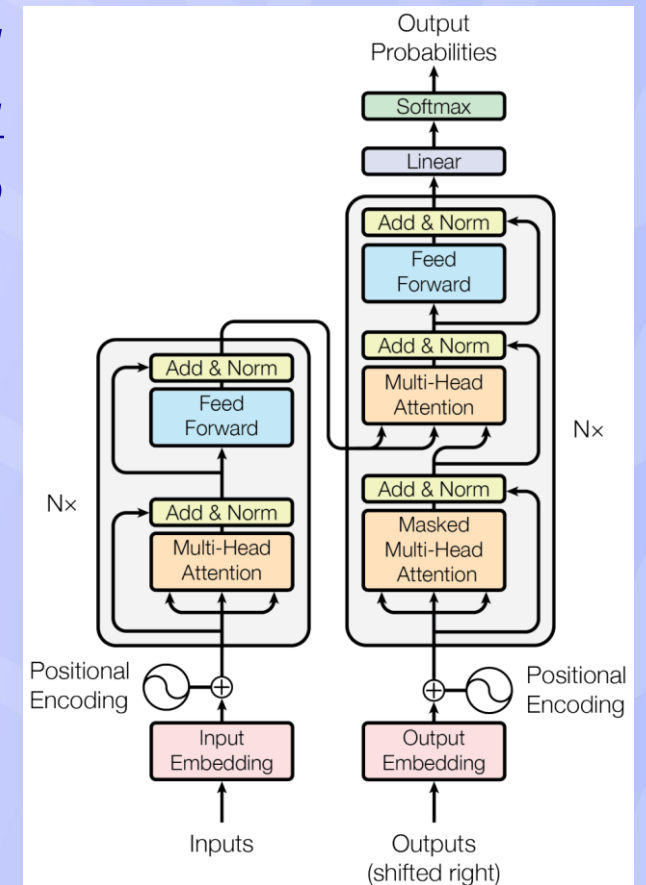 Output
Probabilities
Softmax
Linear
Add & Norm
Feed
Forward
Add & Norm
Multi-Head
Attention
Nx
Add & Norm
Masked
Multi-Head
Attention
Add & Norm
Feed
Forward
Nx
Add & Norm
Multi-Head
Attention
Positional
Encoding
Positional
Encoding
Input
Embedding
Output
Embedding
Inputs
Outputs
(shifted right)